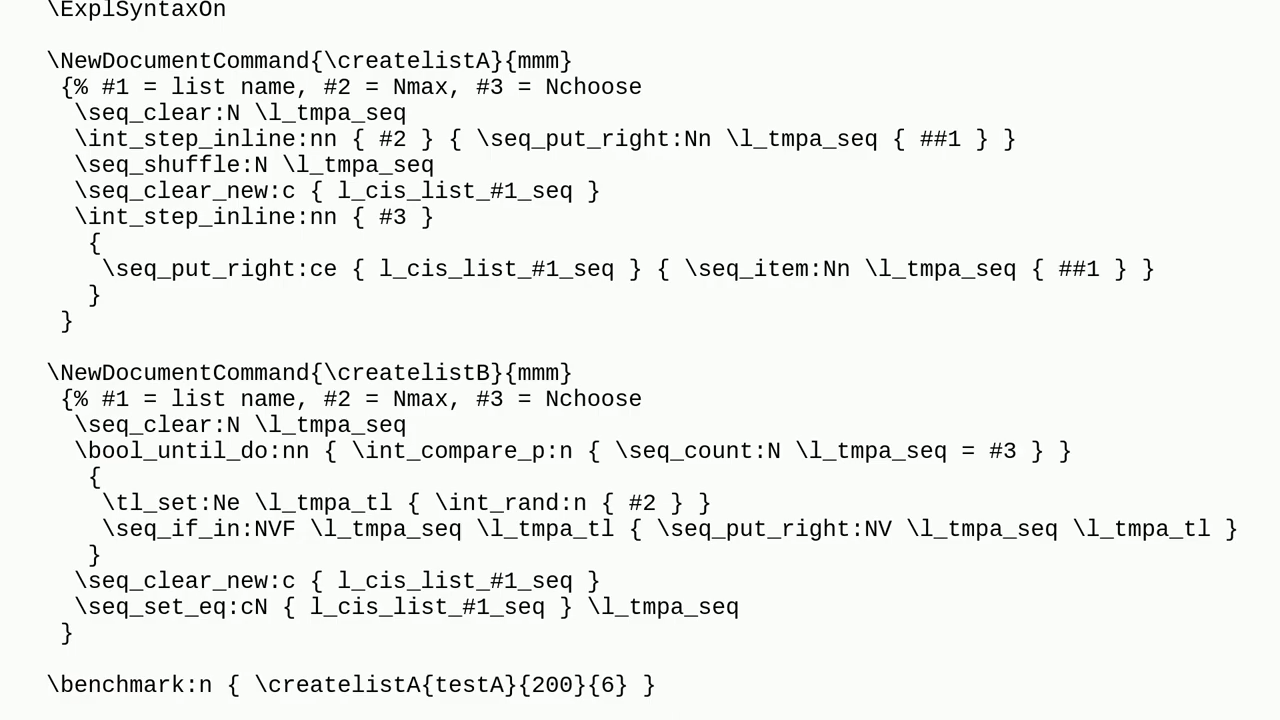 \ExplSyntaxOn
\NewDocumentCommand{\createlistA}{mmm}
{% #1 = list name, #2 = Nmax, #3 = Nchoose
\seq_clear:N \l_tmpa_seq
\int_step_inline:nn { #2 } { \seq_put_right:Nn \l_tmpa_seq { ##1 } }
\seq_shuffle:N \l_tmpa_seq
\seq_clear_new:c { l_cis_list_#1_seq }
\int_step_inline:nn { #3 }
{
\seq_put_right:ce { l_cis_list_#1_seq } { \seq_item:Nn \l_tmpa_seq { ##1 } }
}
}
\NewDocumentCommand{\createlistB}{mmm}
{% #1 = list name, #2 = Nmax, #3 = Nchoose
\seq_clear:N \l_tmpa_seq
\bool_until_do:nn { \int_compare_p:n { \seq_count:N \l_tmpa_seq = #3 } }
{
\tl_set:Ne \l_tmpa_tl { \int_rand:n { #2 } }
\seq_if_in:NVF \l_tmpa_seq \l_tmpa_tl { \seq_put_right:NV \l_tmpa_seq \l_tmpa_tl }
}
\seq_clear_new:c { l_cis_list_#1_seq }
\seq_set_eq:cN { l_cis_list_#1_seq } \l_tmpa_seq
}
\benchmark:n { \createlistA{testA}{200}{6} }